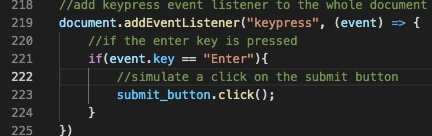 218 //add keypress event listener to the whole document
219 document.addEventListener("keypress", (event) => {
220 //if the enter key is pressed
221 if(event.key == "Enter"){
222 //simulate a click on the submit button
223 submit_button.click();
224 }
225 })